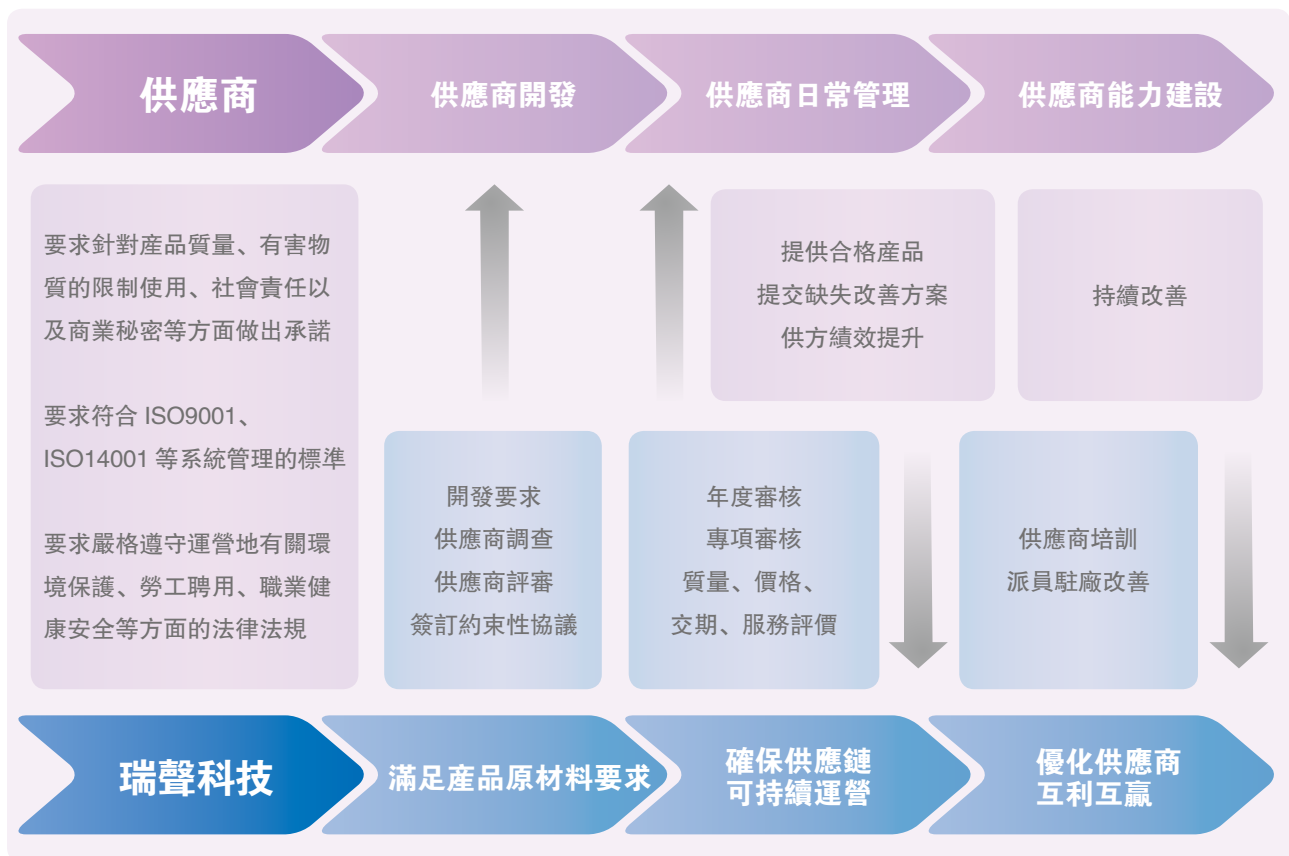 供應商
供應商開發
供應商日常管理
供應商能力建設
要求針對産品質量、有害物
質的限制使用、社會責任以
及商業秘密等方面做出承諾
要求符合 ISO9001、
ISO14001 等系統管理的標準
要求嚴格遵守運營地有關環
境保護、勞工聘用、職業健
康安全等方面的法律法規
提供合格産品
提交缺失改善方案
供方績效提升
持續改善
開發要求
供應商調查
供應商評審
簽訂約束性協議
年度審核
專項審核
質量、價格、
交期、服務評價
供應商培訓
派員駐廠改善
瑞聲科技
滿足産品原材料要求
確保供應鏈
可持續運營
優化供應商
互利互贏